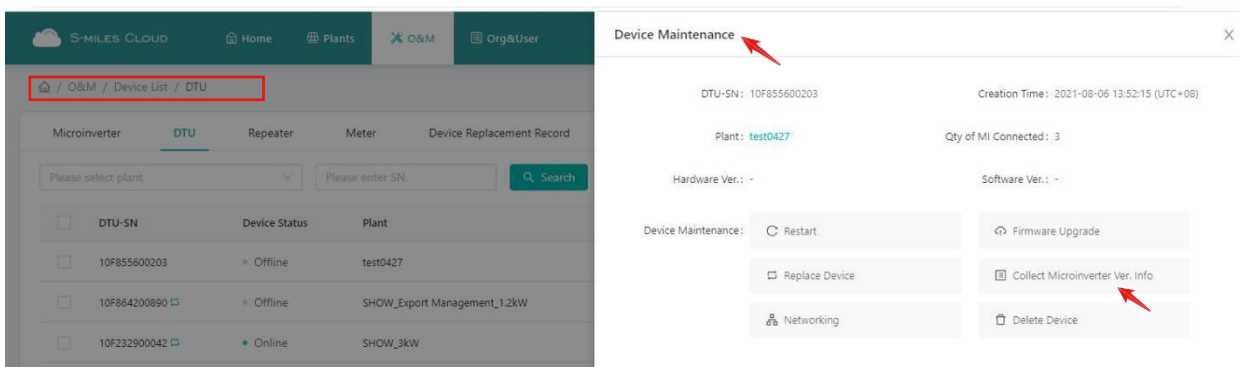 S-MILES CLOUD Home Plants O&M Org&User
/ O&M / Device List / DTU
Microinverter DTU Repeater Meter Device Replacement Record
Please select plant. Please enter SN. Search
DTU-SN Device Status Plant
10F855600203 Offline test0427
10F864200890 Offline SHOW_Export Management_1.2kW
10F232900042 Online SHOW_3kW
Device Maintenance
DTU-SN: 10F855600203 Creation Time: 2021-08-06 13:52:15 (UTC+08)
Plant: test0427 Qty of MI Connected: 3
Hardware Ver.: - Software Ver.: -
Device Maintenance: Restart Firmware Upgrade
Replace Device Collect Microinverter Ver. Info
Networking Delete Device